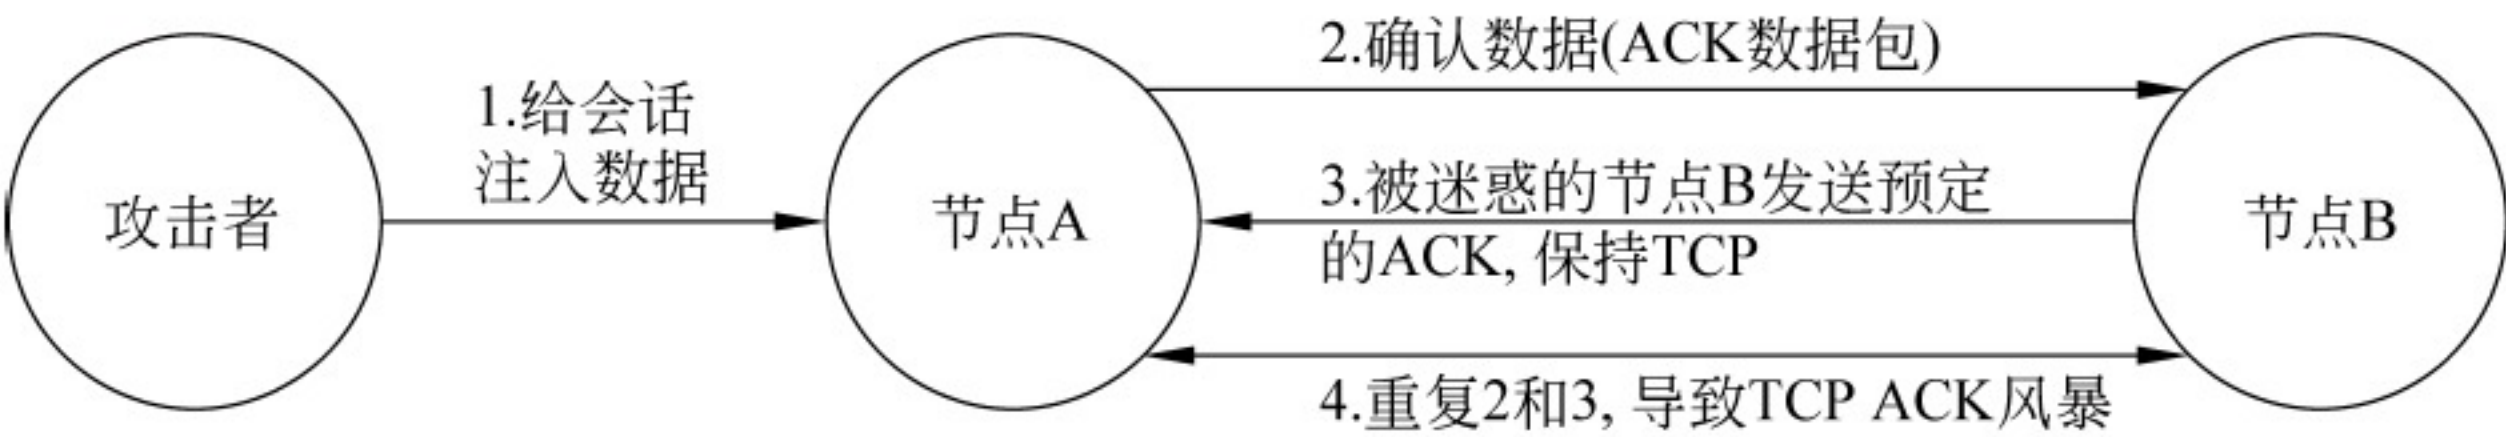 攻击者
1.给会话
注入数据
节点A
2.确认数据(ACK数据包)
3.被迷惑的节点B发送预定
的ACK, 保持TCP
4.重复2和3, 导致TCP ACK风暴
节点B